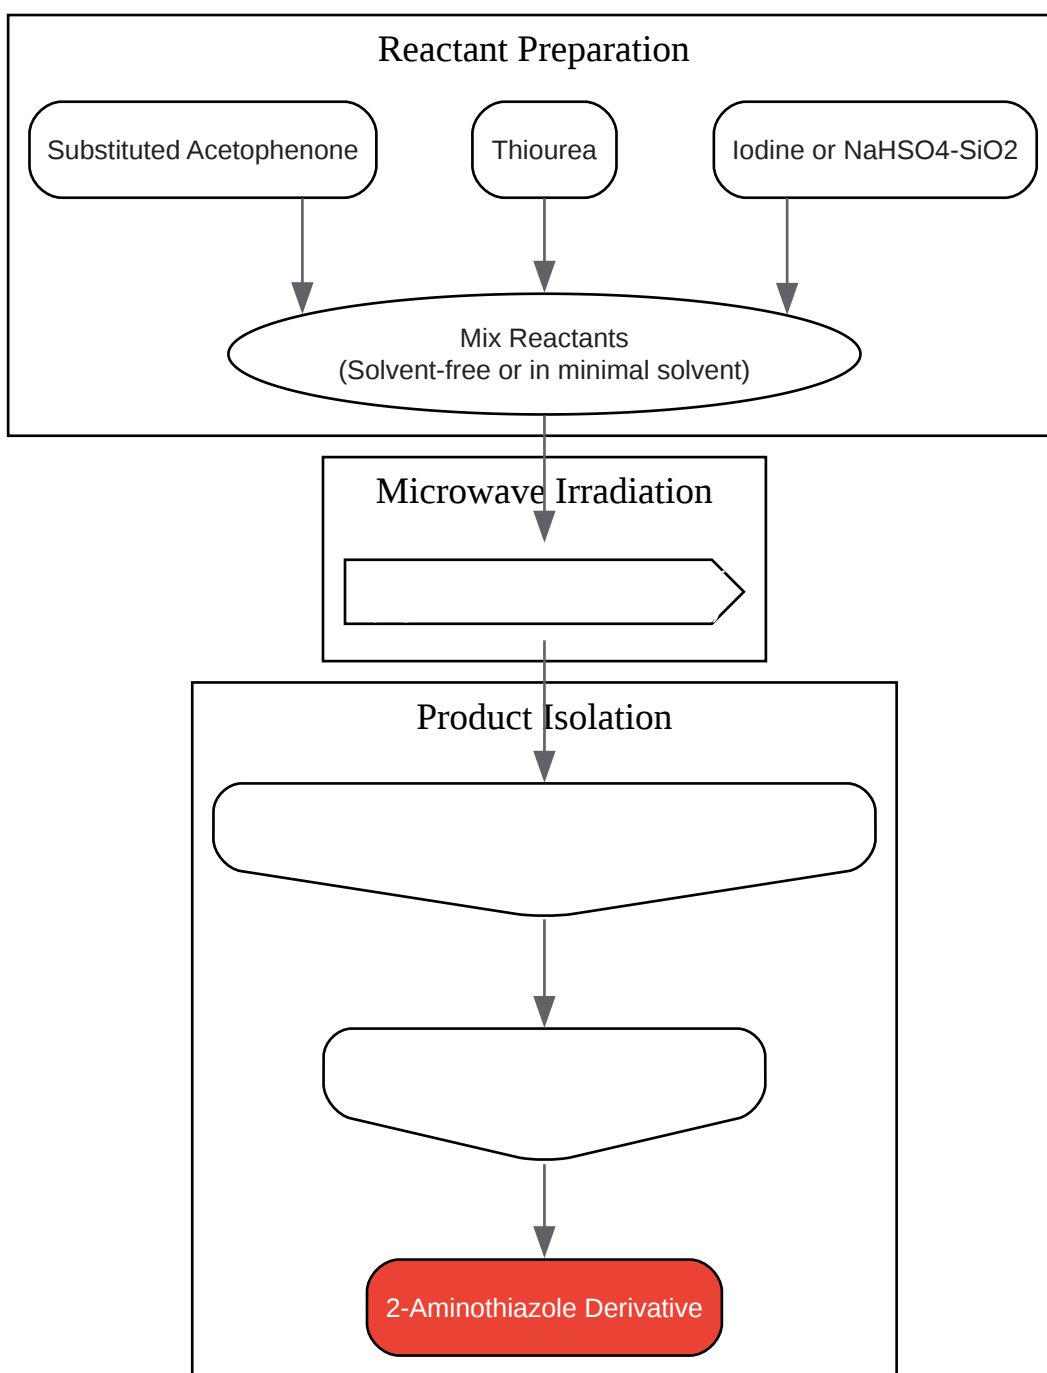 Reactant Preparation
Substituted Acetophenone
Thiourea
Iodine or NaHSO4-SiO2
Mix Reactants
(Solvent-free or in minimal solvent)
Microwave Irradiation
Product Isolation
2-Aminothiazole Derivative